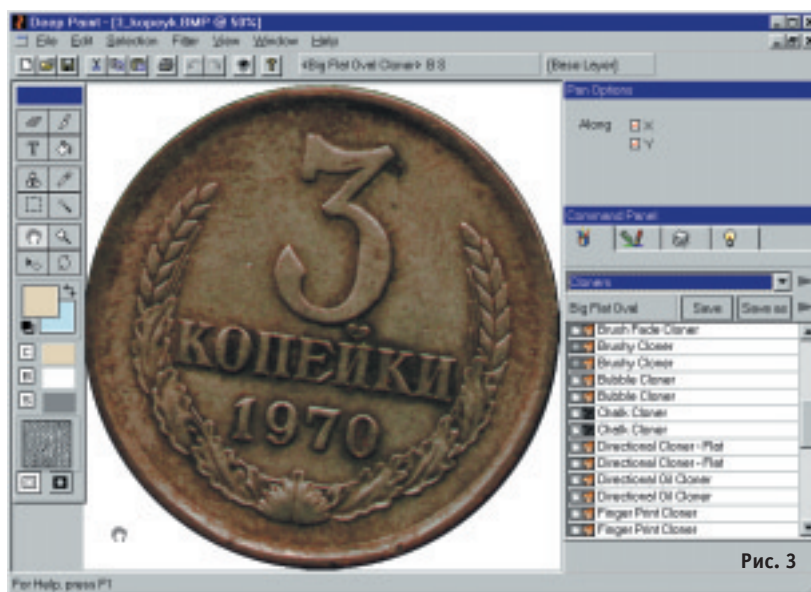 Deep Paint - [3_kopeyk.BMP @ 50%]
File Edit Selection Filter View Window Help
<Big Flat Oval Cloner> B S
(Base Layer)
Pan Options
Along X
Y
3
КОПЕЙКИ
1970
Command Panel
Cloners
Big Flat Oval Save Save as
Brush Fade Cloner
Brushy Cloner
Brushy Cloner
Bubble Cloner
Bubble Cloner
Chalk Cloner
Chalk Cloner
Directional Cloner - Flat
Directional Cloner - Flat
Directional Oil Cloner
Directional Oil Cloner
Finger Print Cloner
Finger Print Cloner
T
C
Рис. 3
For Help, press F1